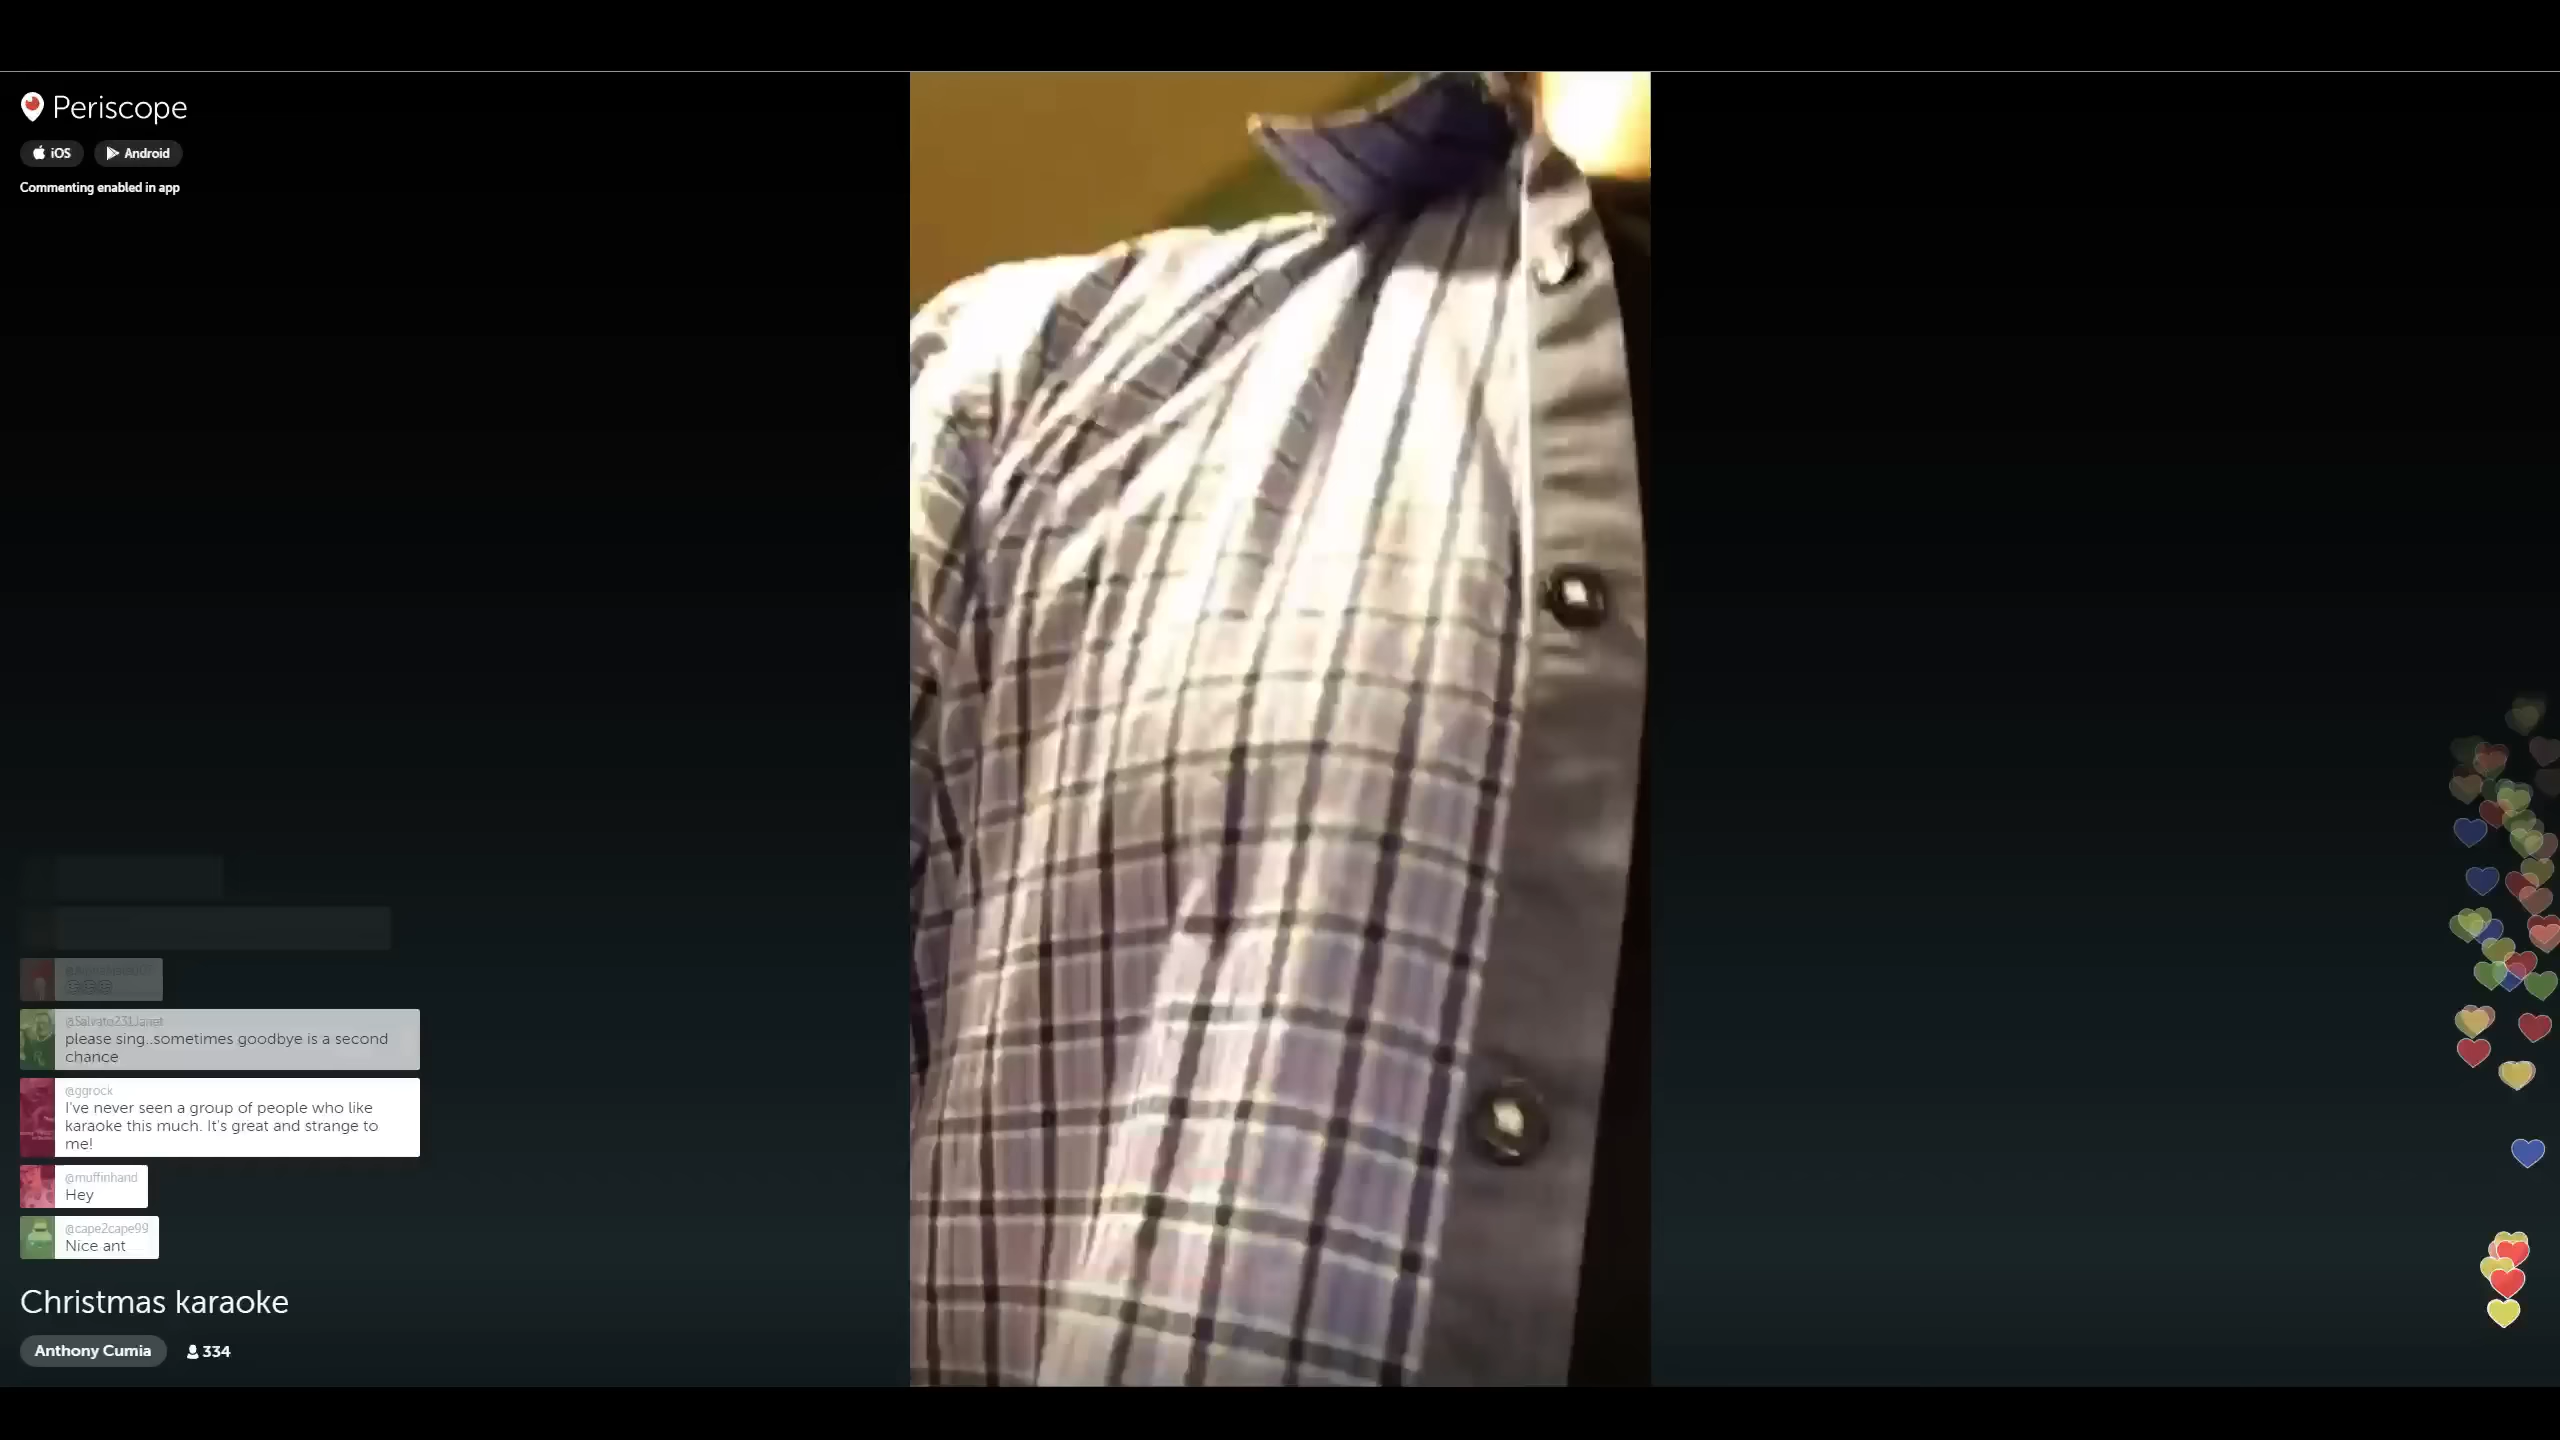 Periscope
iOS
Android
Commenting enabled in app
please sing..sometimes goodbye is a second
chance
@ggrock
I've never seen a group of people who like
karaoke this much. It's great and strange to
me!
@muffinhand
Hey
@cape2cape99
Nice ant
Christmas karaoke
Anthony Cumia
334